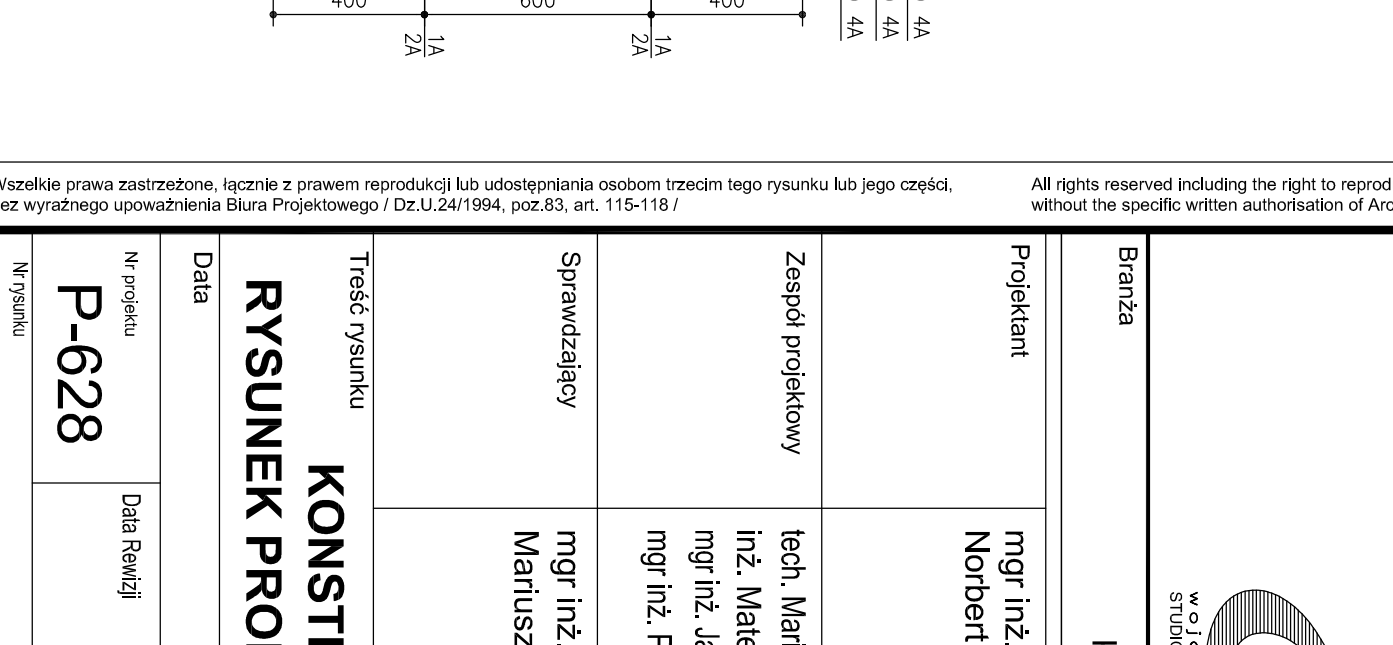 400
600
400
1A
2A
1A
2A
4A
4A
4A
Wszelkie prawa zastrzeżone, łącznie z prawem reprodukcji lub udostępniania osobom trzecim tego rysunku lub jego części,
ez wyraźnego upoważnienia Biura Projektowego / Dz.U.24/1994, poz.83, art. 115-118 /
All rights reserved including the right to reprod
without the specific written authorisation of Arc
Branża
Projektant
mgr inż.
Norbert
Zespół projektowy
tech. Mari
inż. Mate
mgr inż. Ja
mgr inż.
Sprawdzający
mgr inż.
Mariusz
Treść rysunku
KONST
RYSUNEK PRO
Data
Nr projektu
P-628
Data Rewizji
Nr rysunku
w o j c
STUDIO